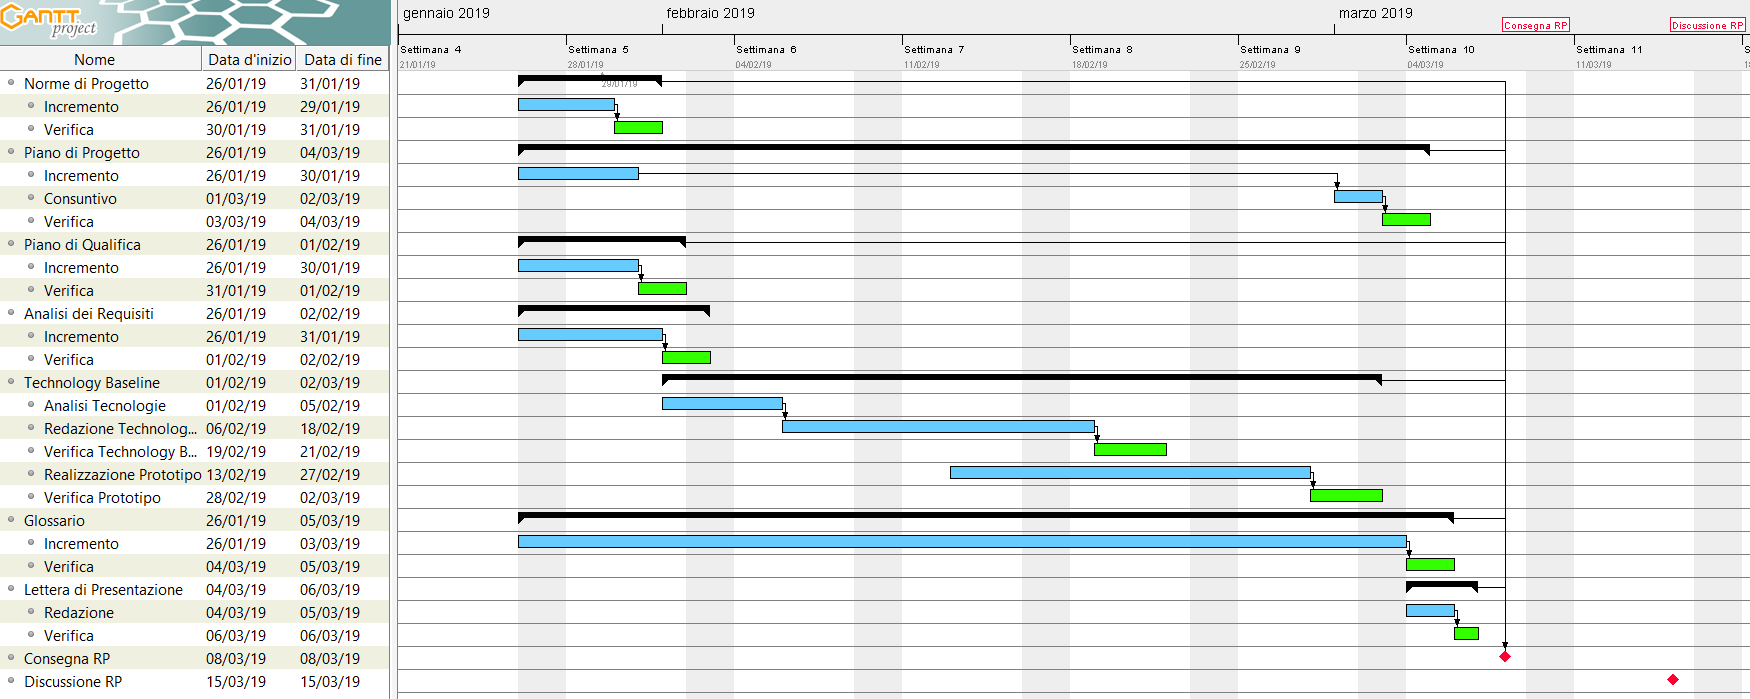 GANTT project
gennaio 2019 febbraio 2019 marzo 2019
Consegna RP Discussione RP
Settimana 4 Settimana 5 Settimana 6 Settimana 7 Settimana 8 Settimana 9 Settimana 10 Settimana 11
Nome Data d'inizio Data di fine
21/01/19 28/01/19 04/02/19 11/02/19 18/02/19 25/02/19 04/03/19 11/03/19
29/01/19
Norme di Progetto 26/01/19 31/01/19
Incremento 26/01/19 29/01/19
Verifica 30/01/19 31/01/19
Piano di Progetto 26/01/19 04/03/19
Incremento 26/01/19 30/01/19
Consuntivo 01/03/19 02/03/19
Verifica 03/03/19 04/03/19
Piano di Qualifica 26/01/19 01/02/19
Incremento 26/01/19 30/01/19
Verifica 31/01/19 01/02/19
Analisi dei Requisiti 26/01/19 02/02/19
Incremento 26/01/19 31/01/19
Verifica 01/02/19 02/02/19
Technology Baseline 01/02/19 02/03/19
Analisi Tecnologie 01/02/19 05/02/19
Redazione Technolog... 06/02/19 18/02/19
Verifica Technology B... 19/02/19 21/02/19
Realizzazione Prototipo 13/02/19 27/02/19
Verifica Prototipo 28/02/19 02/03/19
Glossario 26/01/19 05/03/19
Incremento 26/01/19 03/03/19
Verifica 04/03/19 05/03/19
Lettera di Presentazione 04/03/19 06/03/19
Redazione 04/03/19 05/03/19
Verifica 06/03/19 06/03/19
Consegna RP 08/03/19 08/03/19
Discussione RP 15/03/19 15/03/19